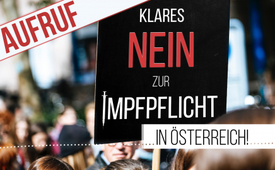 AUFRUF
KLARES
NEIN
ZUR
IMPFPFLICHT
...IN ÖSTERREICH!